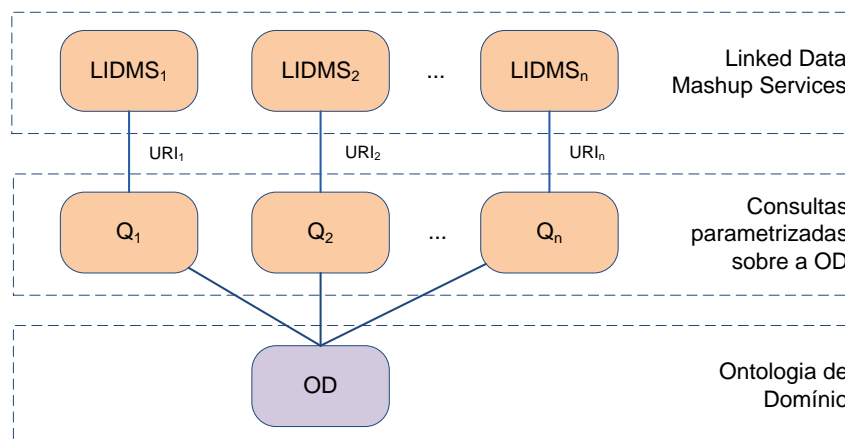 LIDMS1
LIDMS2
...
LIDMSn
Linked Data
Mashup Services
URI1
URI2
URIn
Q1
Q2
...
Qn
Consultas
parametrizadas
sobre a OD
OD
Ontologia de
Domínio